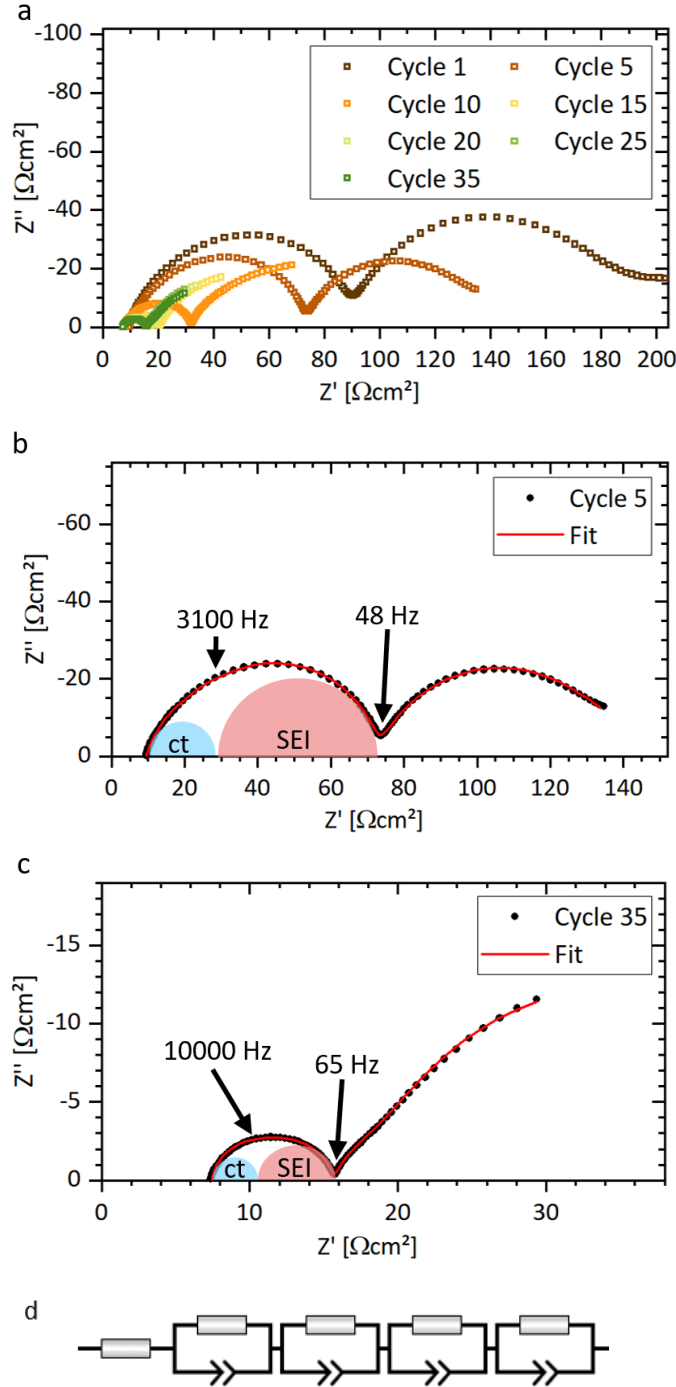 a
-100
-80
-60
-40
-20
0
Z'' [Ωcm²]
Cycle 1 Cycle 5
Cycle 10 Cycle 15
Cycle 20 Cycle 25
Cycle 35
0 20 40 60 80 100 120 140 160 180 200
Z' [Ωcm²]
b
-60
-40
-20
0
Z'' [Ωcm²]
Cycle 5
Fit
3100 Hz
48 Hz
ct
SEI
0 20 40 60 80 100 120 140
Z' [Ωcm²]
c
-15
-10
-5
0
Z'' [Ωcm²]
Cycle 35
Fit
10000 Hz
65 Hz
ct
SEI
0 10 20 30
Z' [Ωcm²]
d